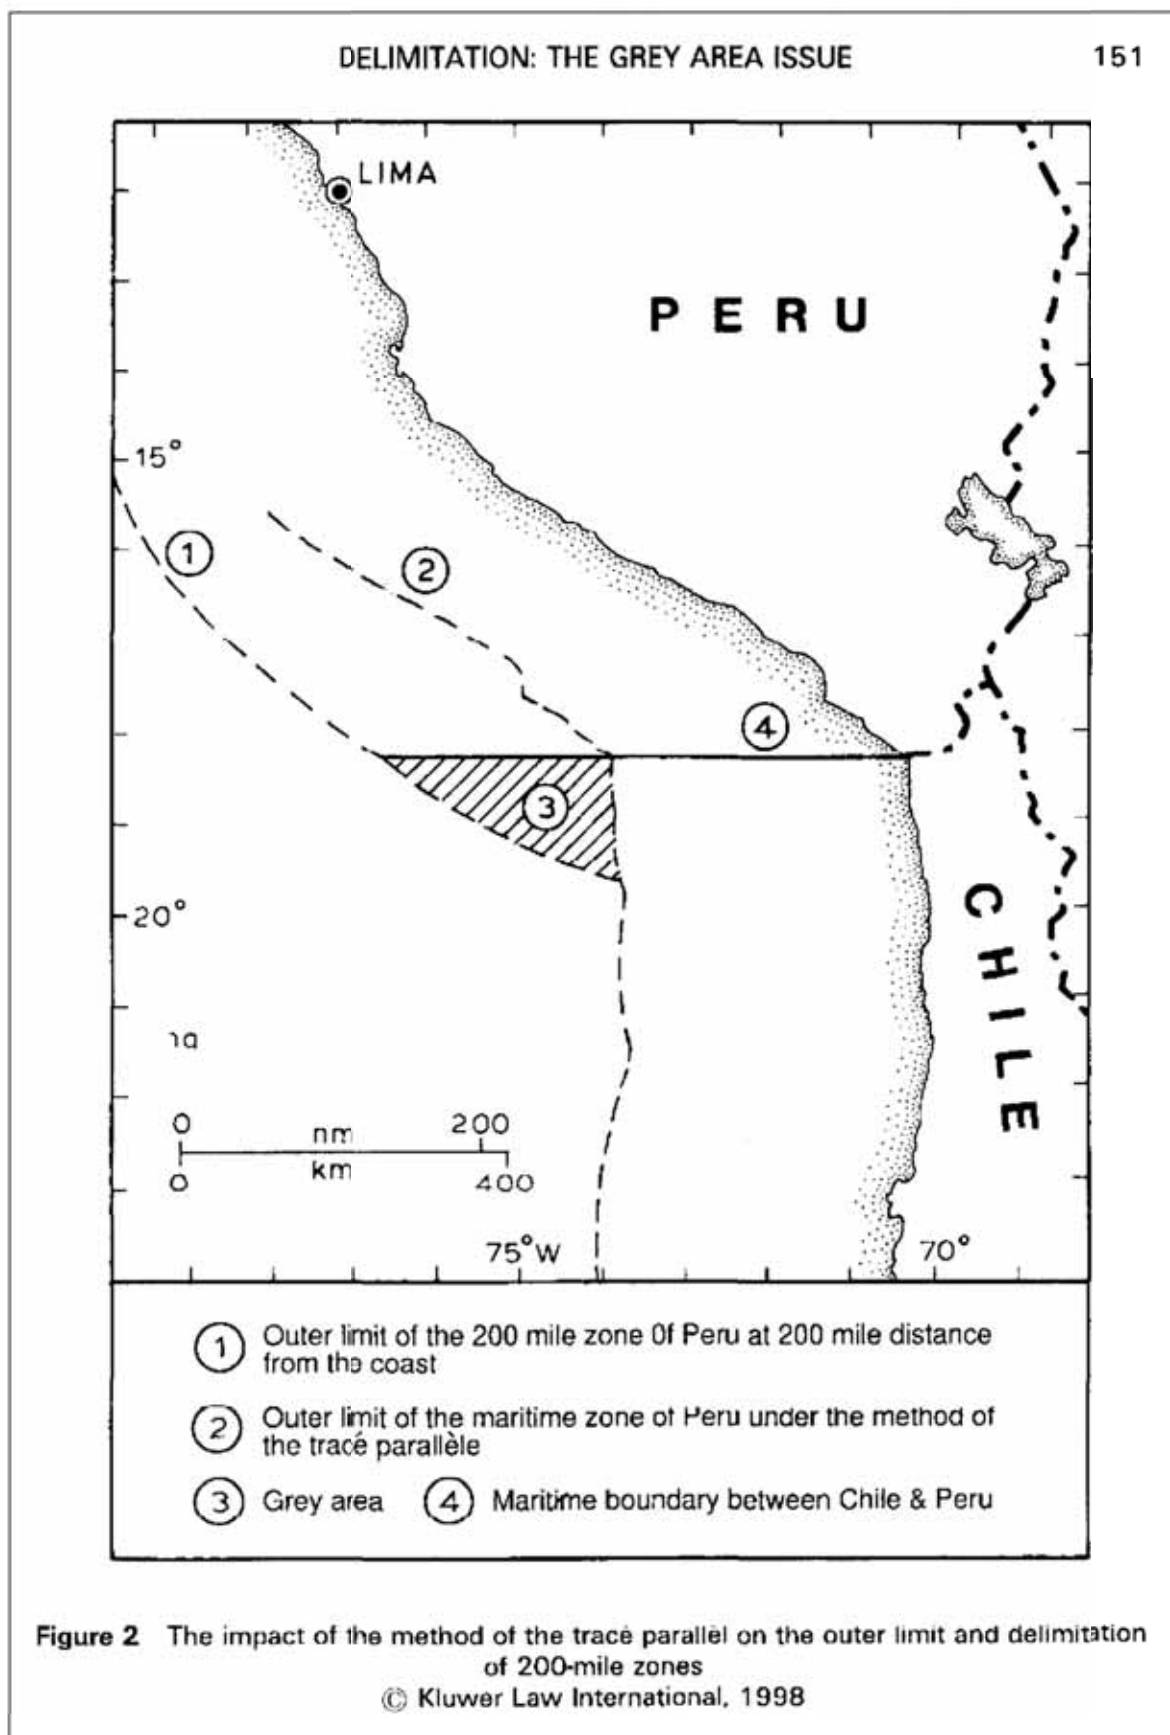 DELIMITATION: THE GREY AREA ISSUE 151
LIMA
PERU
15°
1
2
4
3
20°
CHILE
0 nm 200
0 km 400
75°W 70°
1 Outer limit of the 200 mile zone 0f Peru at 200 mile distance
from the coast
2 Outer limit of the maritime zone of Peru under the method of
the tracé parallèle
3 Grey area 4 Maritime boundary between Chile & Peru
Figure 2 The impact of the method of the tracé parallèl on the outer limit and delimitation
of 200-mile zones
© Kluwer Law International, 1998